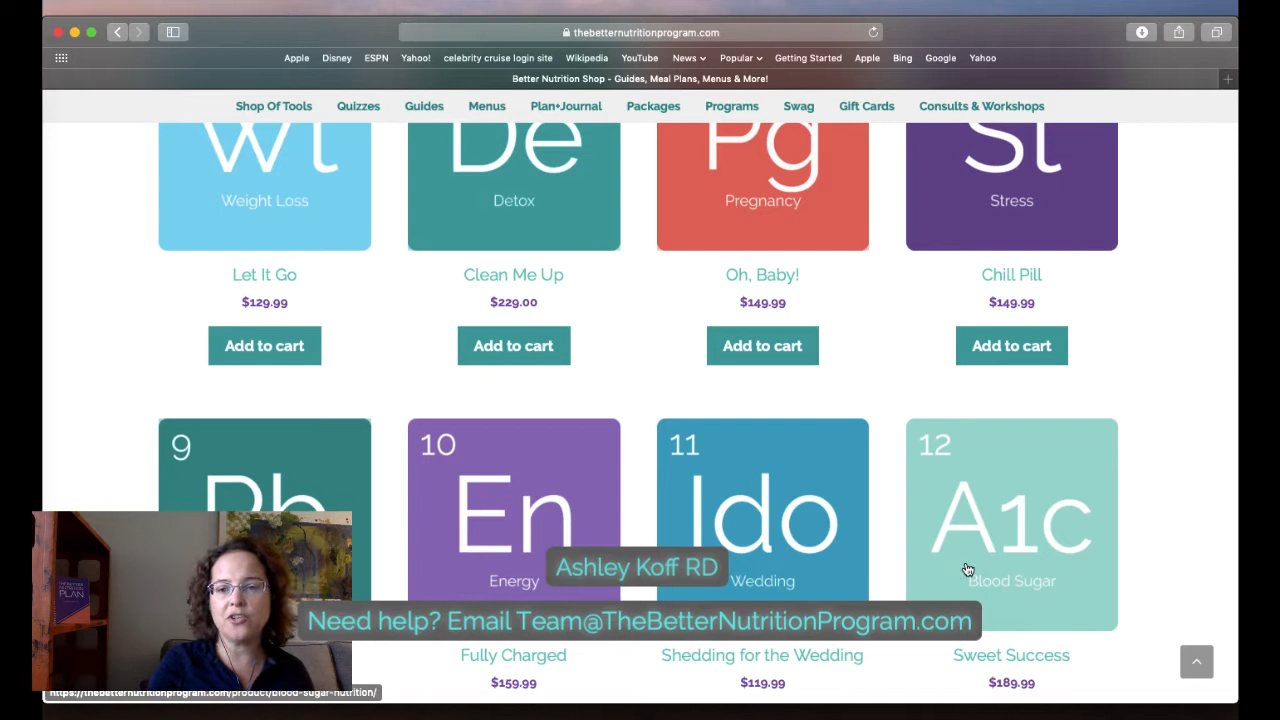 thebetternutritionprogram.com
Apple Disney ESPN Yahoo! celebrity cruise login site Wikipedia YouTube News Popular Getting Started Apple Bing Google Yahoo
Better Nutrition Shop - Guides, Meal Plans, Menus & More!
Shop Of Tools Quizzes Guides Menus Plan+Journal Packages Programs Swag Gift Cards Consults & Workshops
Wt De Pg St
Weight Loss Detox Pregnancy Stress
Let It Go Clean Me Up Oh, Baby! Chill Pill
$129.99 $229.00 $149.99 $149.99
Add to cart Add to cart Add to cart Add to cart
9 10 11 12
En Ido A1c
Energy Wedding Blood Sugar
Ashley Koff RD
Need help? Email Team@TheBetterNutritionProgram.com
Fully Charged Shedding for the Wedding Sweet Success
$159.99 $119.99 $189.99
THE BETTER NUTRITION PLAN
https://thebetternutritionprogram.com/product/blood-sugar-nutrition/